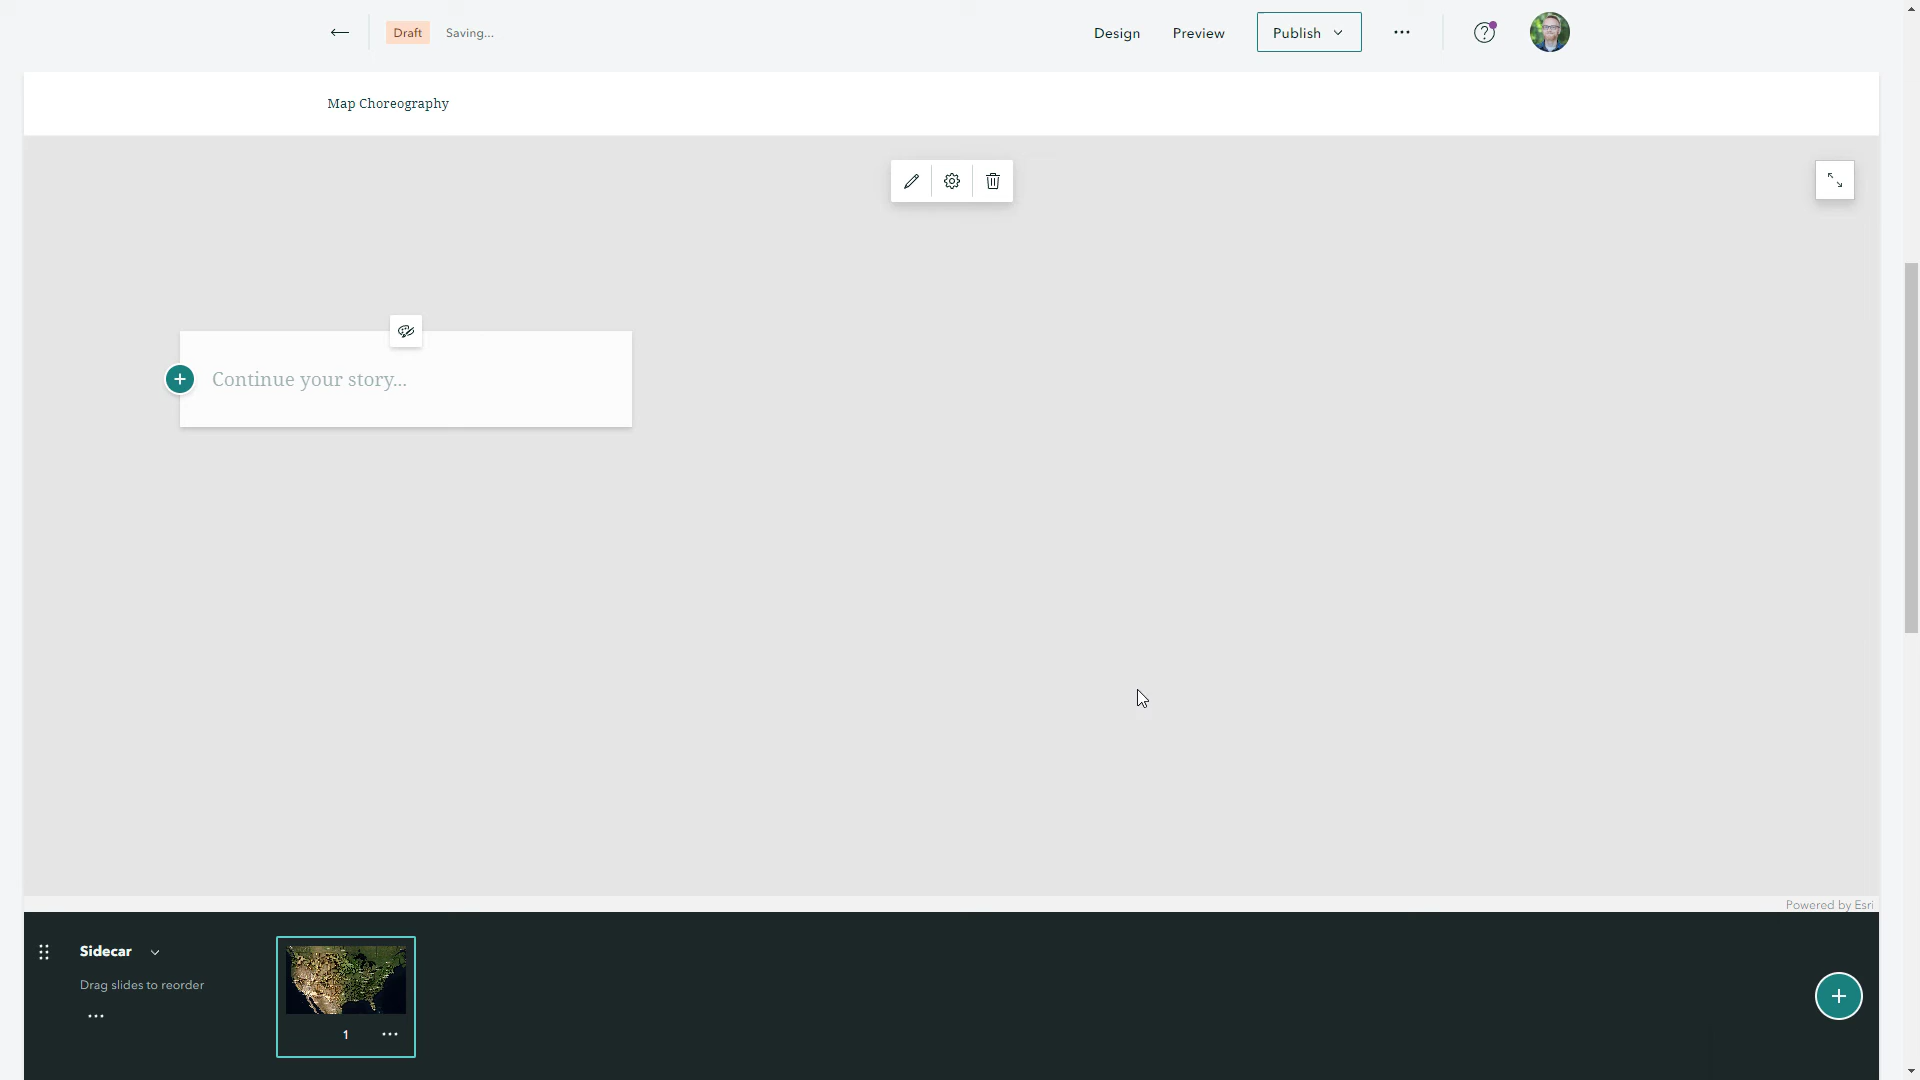 Draft
Saving...
Design
Preview
Publish
Map Choreography
Continue your story...
Powered by Esri
Sidecar
Drag slides to reorder
1